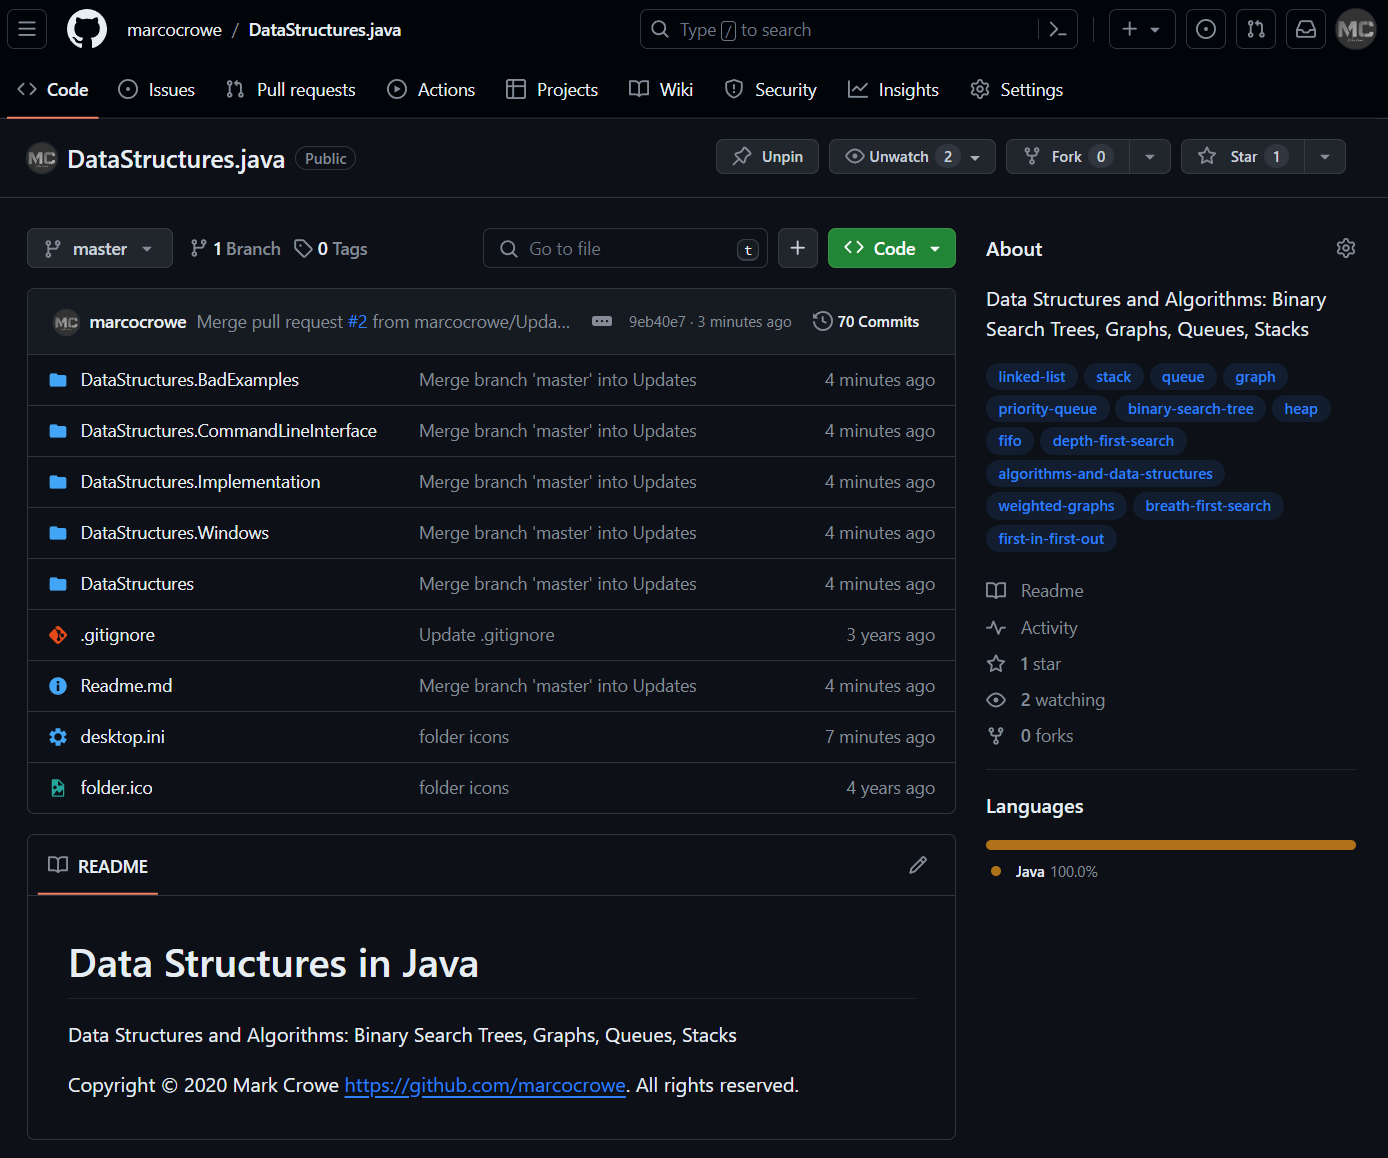 marcocrowe / DataStructures.java
Type / to search
MC
Code Issues Pull requests Actions Projects Wiki Security Insights Settings
MC DataStructures.java Public
Unpin Unwatch 2 Fork 0 Star 1
master 1 Branch 0 Tags
Go to file t
Code
MC marcocrowe Merge pull request #2 from marcocrowe/Upda... 9eb40e7 · 3 minutes ago 70 Commits
DataStructures.BadExamples Merge branch 'master' into Updates 4 minutes ago
DataStructures.CommandLineInterface Merge branch 'master' into Updates 4 minutes ago
DataStructures.Implementation Merge branch 'master' into Updates 4 minutes ago
DataStructures.Windows Merge branch 'master' into Updates 4 minutes ago
DataStructures Merge branch 'master' into Updates 4 minutes ago
.gitignore Update .gitignore 3 years ago
Readme.md Merge branch 'master' into Updates 4 minutes ago
desktop.ini folder icons 7 minutes ago
folder.ico folder icons 4 years ago
README
Data Structures in Java
Data Structures and Algorithms: Binary Search Trees, Graphs, Queues, Stacks
Copyright © 2020 Mark Crowe https://github.com/marcocrowe. All rights reserved.
About
Data Structures and Algorithms: Binary
Search Trees, Graphs, Queues, Stacks
linked-list stack queue graph
priority-queue binary-search-tree heap
fifo depth-first-search
algorithms-and-data-structures
weighted-graphs breath-first-search
first-in-first-out
Readme
Activity
1 star
2 watching
0 forks
Languages
Java 100.0%